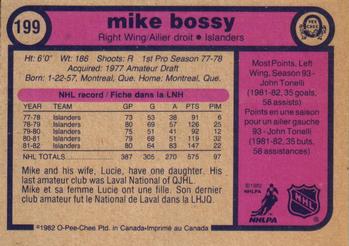 199
mike bossy
O-PEE-CHEE
Right Wing/Ailier droit • Islanders
Ht: 6'0" Wt: 186 Shoots: R 1st Pro Season 77-78
Acquired: 1977 Amateur Draft
Born: 1-22-57, Montreal, Que. Home: Montreal, Que.
NHL record / Fiche dans la LNH
YEAR TEAM GP G A PTS PIM
77-78 Islanders 73 53 38 91 6
78-79 Islanders 80 69 57 126 25
79-80 Islanders 75 51 41 92 12
80-81 Islanders 79 68 51 119 32
81-82 Islanders 80 64 83 147 22
NHL TOTALS 387 305 270 575 97
Mike and his wife, Lucie, have one daughter. His
last amateur club was Laval National of QJHL.
Mike et sa femme Lucie ont une fille. Son dernier
club amateur fut le National de Laval dans la LHJQ.
©1982 O-Pee-Chee Ptd. in Canada-Imprimé au Canada
Most Points, Left
Wing, Season 93 -
John Tonelli
(1981-82, 35 goals,
58 assists)
Points en une saison
pour un ailier gauche
93 - John Tonelli
(1981-82, 35 buts,
58 assistances)
©1982
NHLPA
NHL